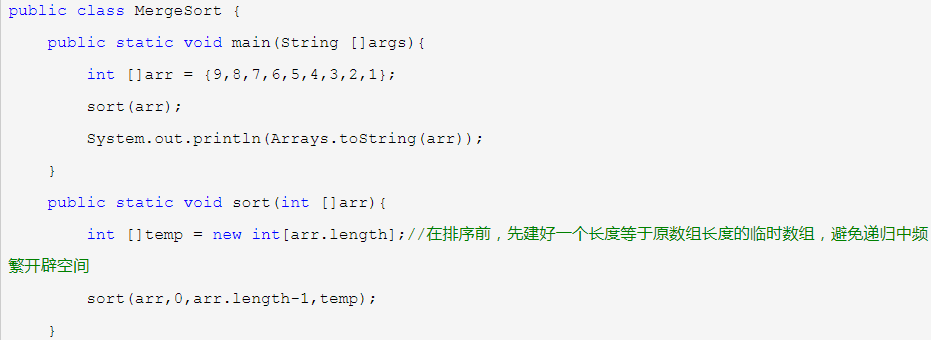 public class MergeSort {
    public static void main(String []args){
        int []arr = {9,8,7,6,5,4,3,2,1};
        sort(arr);
        System.out.println(Arrays.toString(arr));
    }
    public static void sort(int []arr){
        int []temp = new int[arr.length];//在排序前，先建好一个长度等于原数组长度的临时数组，避免递归中频
繁开辟空间
        sort(arr,0,arr.length-1,temp);
    }